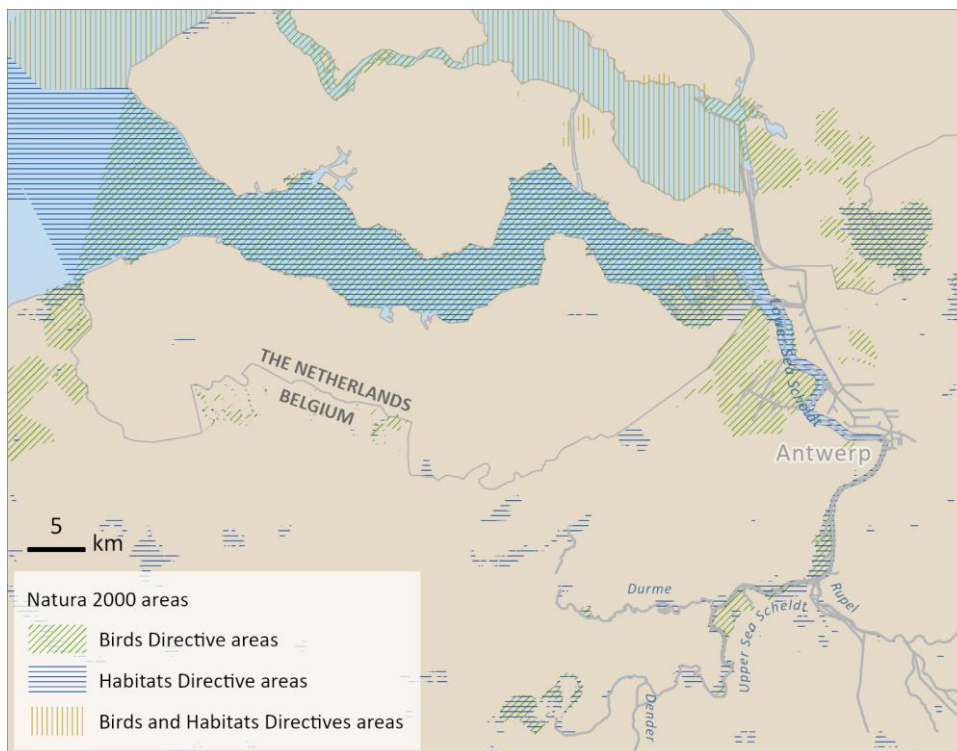 THE NETHERLANDS
BELGIUM
Lower Sea Scheldt
Antwerp
5
km
Durme
Rupel
Upper Sea Scheldt
Dender
Natura 2000 areas
Birds Directive areas
Habitats Directive areas
Birds and Habitats Directives areas